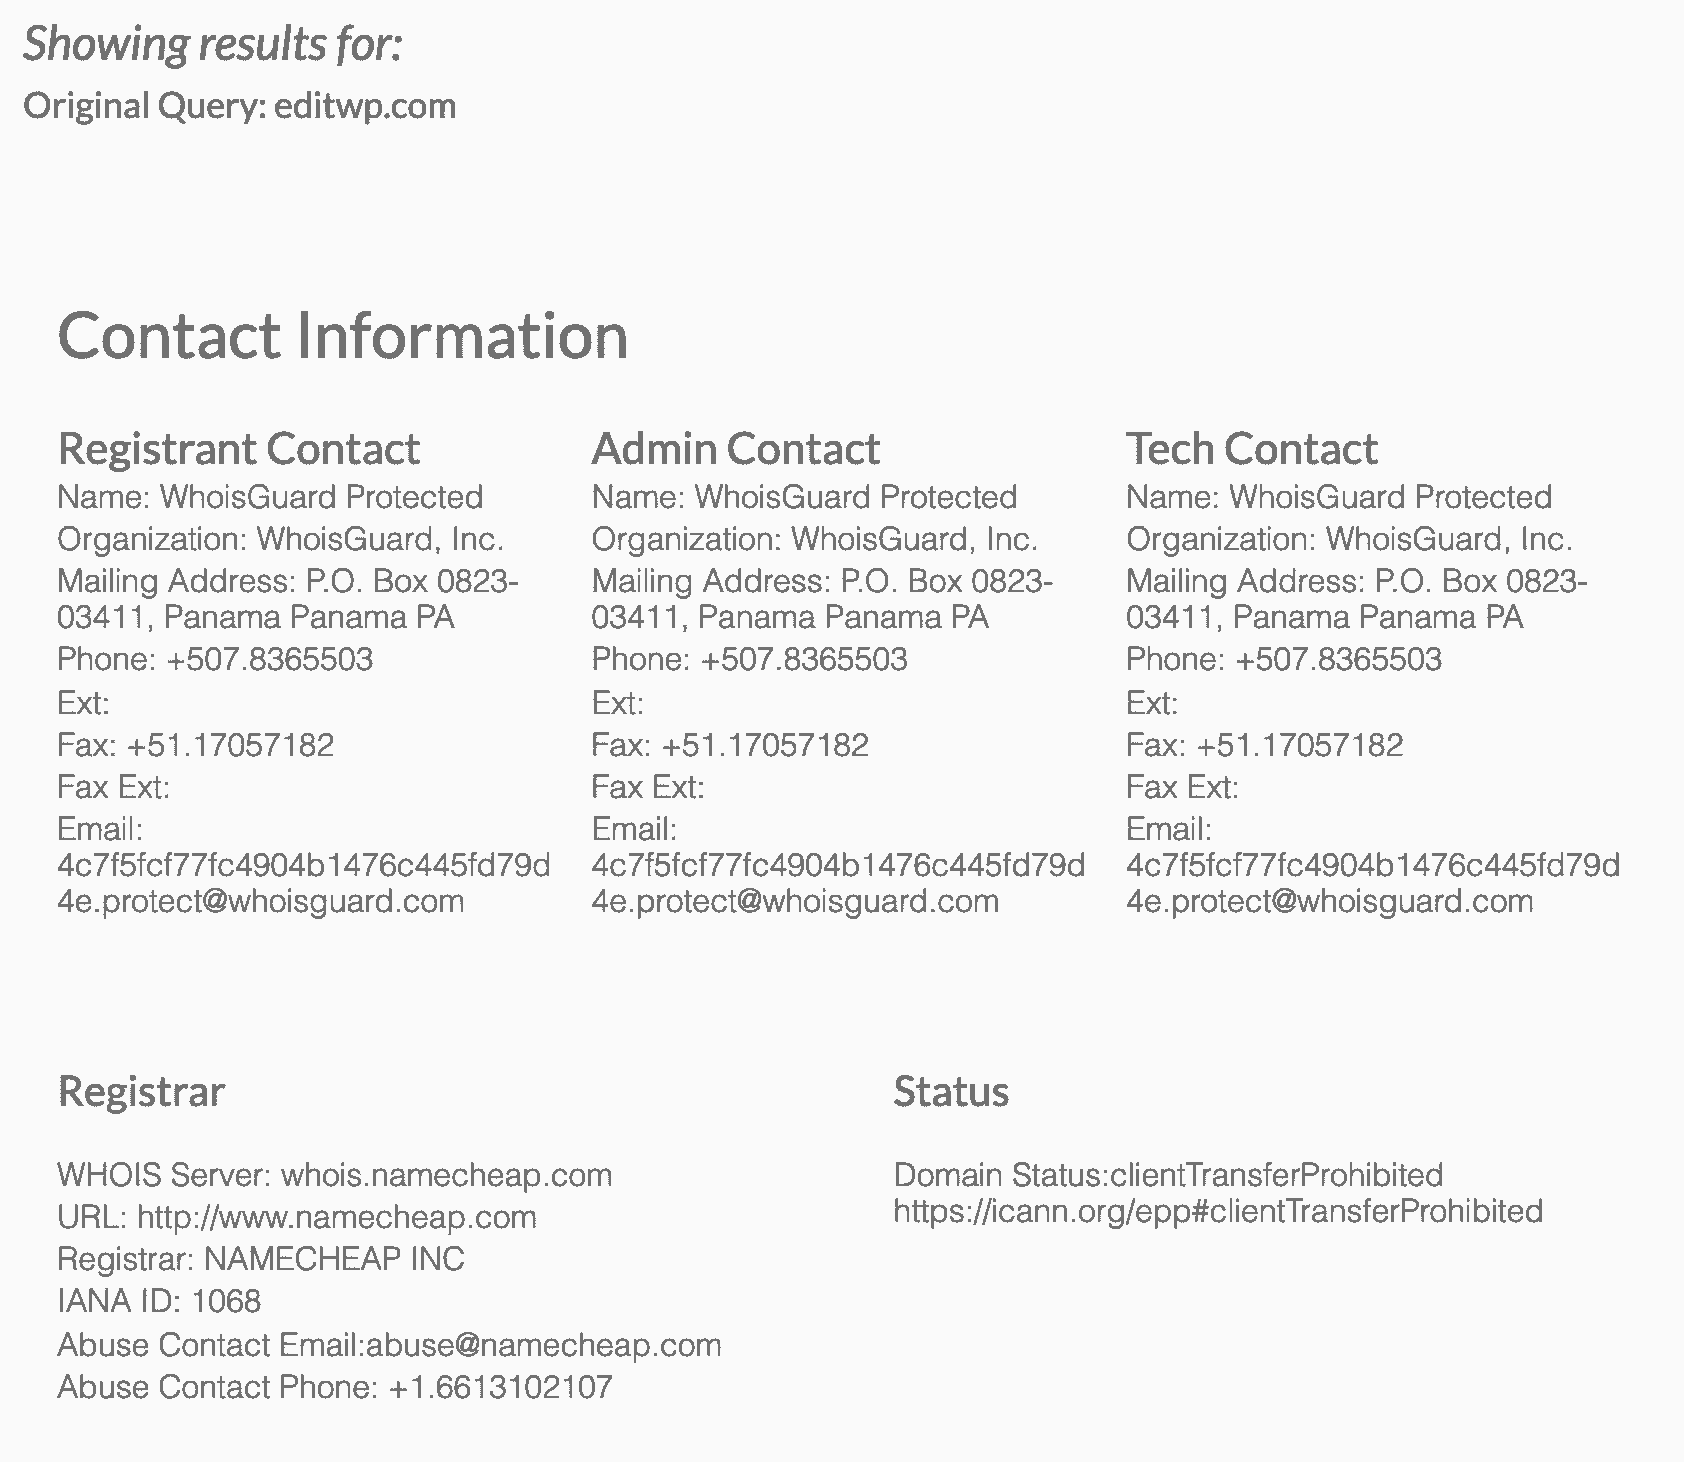 Showing results for:
Original Query: editwp.com
Contact Information
Registrant Contact
Name: WhoisGuard Protected
Organization: WhoisGuard, Inc.
Mailing Address: P.O. Box 0823-
03411, Panama Panama PA
Phone: +507.8365503
Ext:
Fax: +51.17057182
Fax Ext:
Email:
4c7f5fcf77fc4904b1476c445fd79d
4e.protect@whoisguard.com
Admin Contact
Name: WhoisGuard Protected
Organization: WhoisGuard, Inc.
Mailing Address: P.O. Box 0823-
03411, Panama Panama PA
Phone: +507.8365503
Ext:
Fax: +51.17057182
Fax Ext:
Email:
4c7f5fcf77fc4904b1476c445fd79d
4e.protect@whoisguard.com
Tech Contact
Name: WhoisGuard Protected
Organization: WhoisGuard, Inc.
Mailing Address: P.O. Box 0823-
03411, Panama Panama PA
Phone: +507.8365503
Ext:
Fax: +51.17057182
Fax Ext:
Email:
4c7f5fcf77fc4904b1476c445fd79d
4e.protect@whoisguard.com
Registrar
WHOIS Server: whois.namecheap.com
URL: http://www.namecheap.com
Registrar: NAMECHEAP INC
IANA ID: 1068
Abuse Contact Email:abuse@namecheap.com
Abuse Contact Phone: +1.6613102107
Status
Domain Status:clientTransferProhibited
https://icann.org/epp#clientTransferProhibited